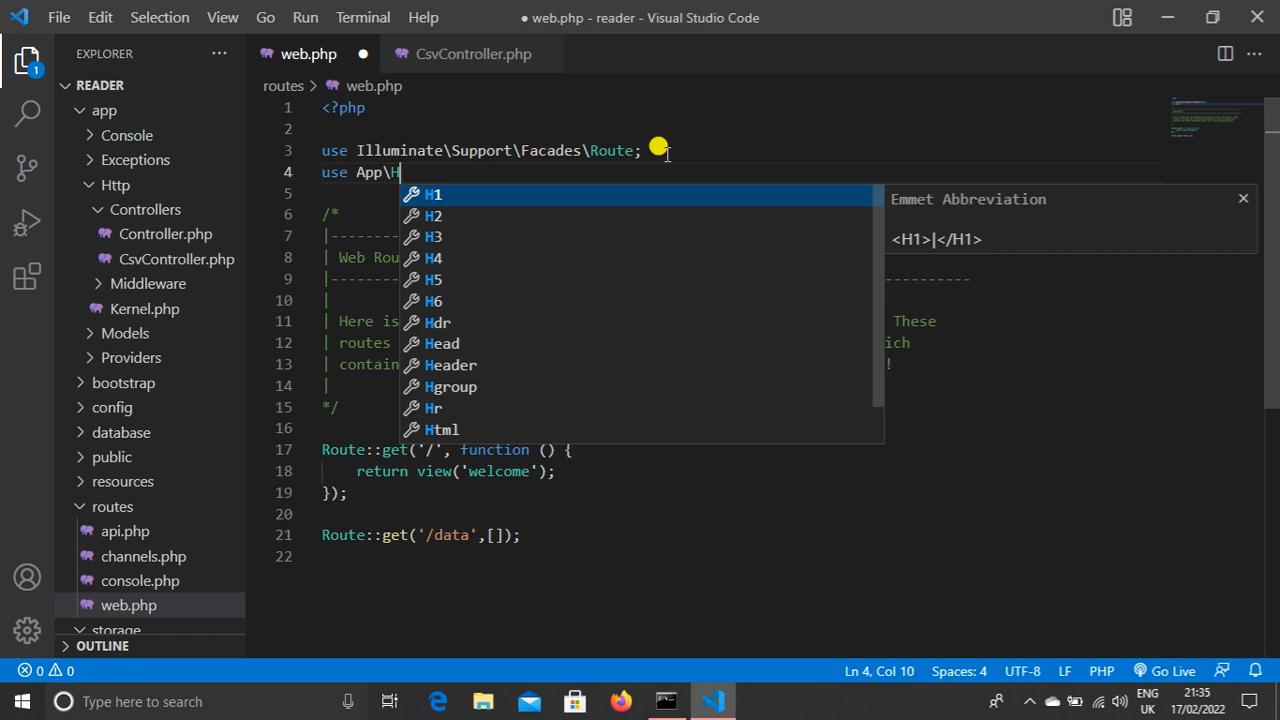 File Edit Selection View Go Run Terminal Help
● web.php - reader - Visual Studio Code
EXPLORER
web.php
CsvController.php
READER
routes > web.php
app
Console
Exceptions
Http
Controllers
Controller.php
CsvController.php
Middleware
Kernel.php
Models
Providers
bootstrap
config
database
public
resources
routes
api.php
channels.php
console.php
web.php
storage
OUTLINE
1 <?php
2
3 use Illuminate\Support\Facades\Route;
4 use App\H
5
6 /*
7 |--------
8 | Web Rou
9 |--------
10 |
11 | Here is These
12 | routes ich
13 | contain !
14 |
15 */
16
17 Route::get('/', function () {
18 return view('welcome');
19 });
20
21 Route::get('/data',[]);
22
H1
H2
H3
H4
H5
H6
Hdr
Head
Header
Hgroup
Hr
Html
Emmet Abbreviation
<H1>|</H1>
1
0 0
Ln 4, Col 10 Spaces: 4 UTF-8 LF PHP Go Live
Type here to search
ENG
UK
21:35
17/02/2022